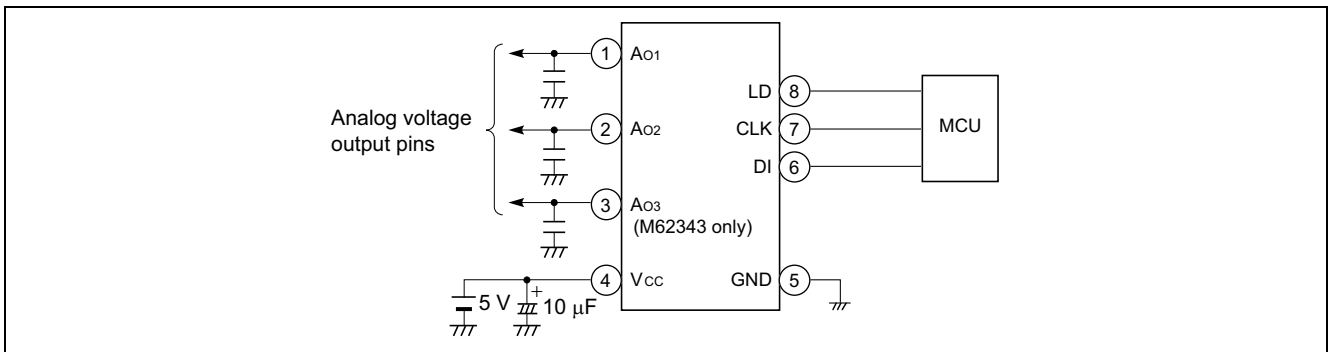 Analog voltage
output pins
1 AO1
2 AO2
3 AO3
(M62343 only)
4 VCC
5 V
+
10 μF
LD 8
CLK 7
DI 6
GND 5
MCU